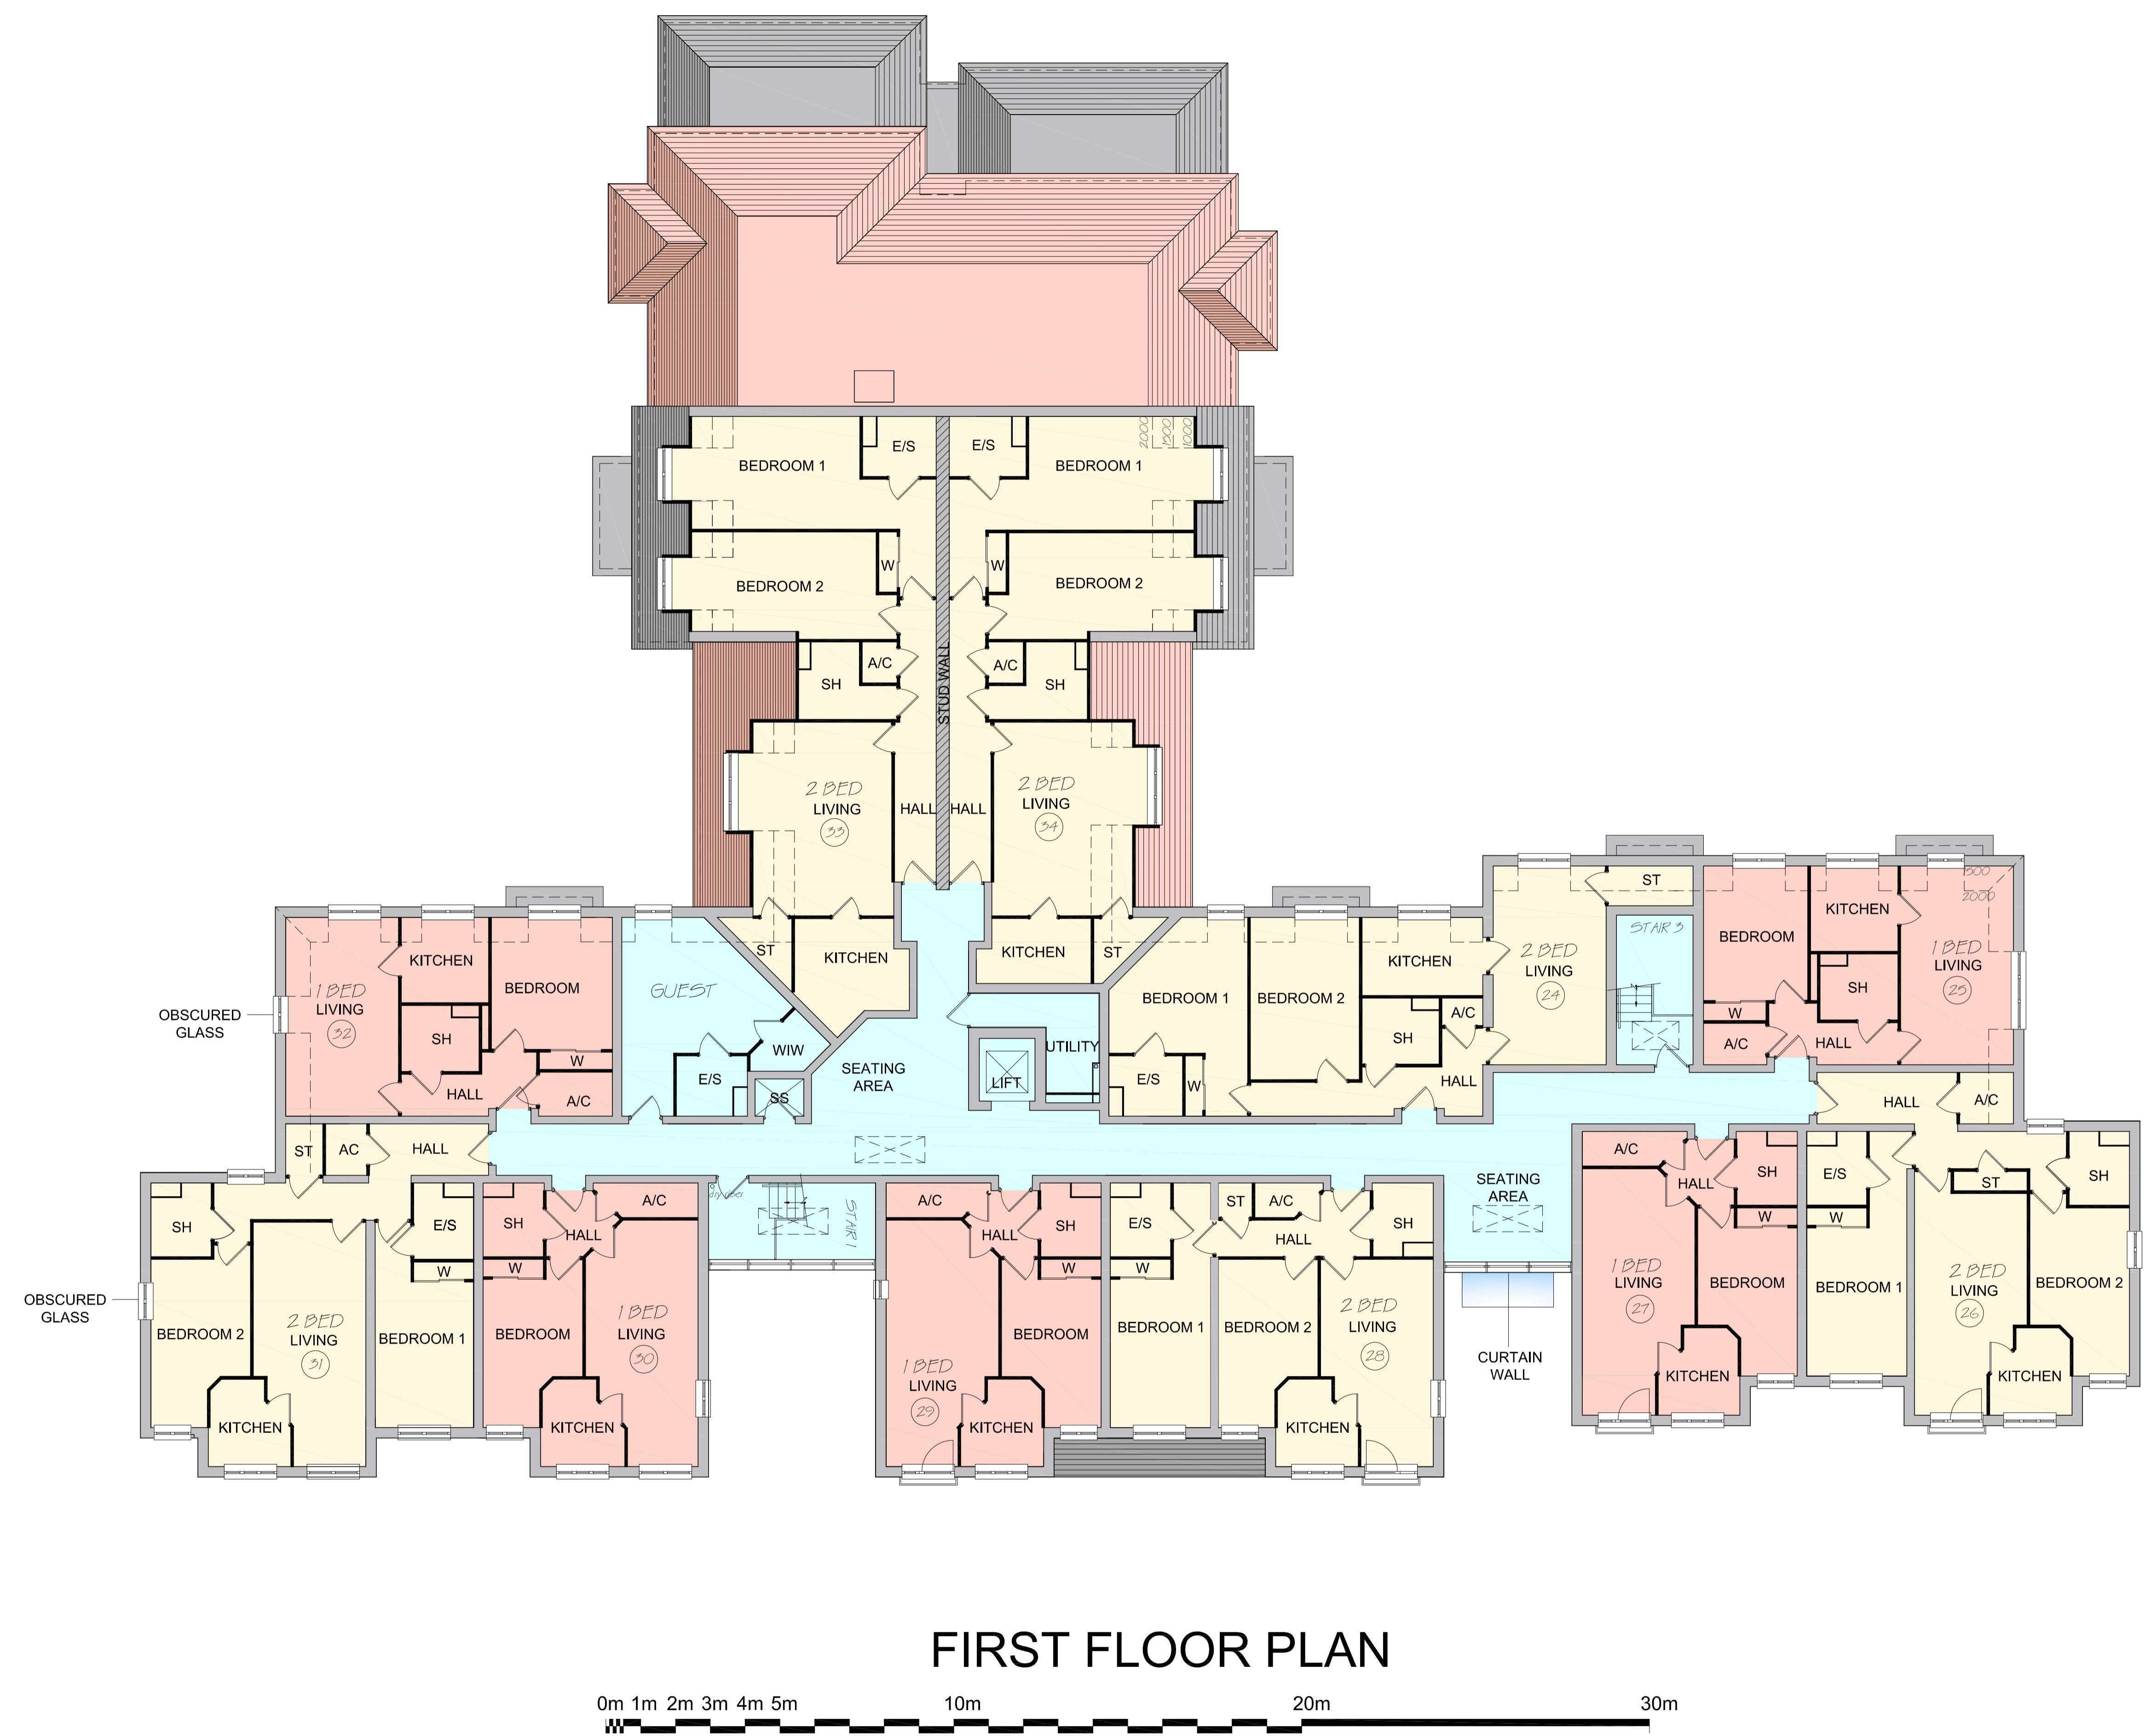 BEDROOM 1
E/S
E/S
BEDROOM 1
2000
1500
1000
BEDROOM 2
W
W
BEDROOM 2
STUD WALL
SH
A/C
A/C
SH
2 BED
LIVING
33
HALL
HALL
2 BED
LIVING
34
ST
KITCHEN
KITCHEN
ST
OBSCURED
GLASS
1 BED
LIVING
32
KITCHEN
BEDROOM
SH
HALL
W
A/C
GUEST
WIW
E/S
SS
SEATING
AREA
LIFT
UTILITY
BEDROOM 1
BEDROOM 2
KITCHEN
E/S
W
SH
A/C
HALL
2 BED
LIVING
24
ST
STAIR 3
BEDROOM
KITCHEN
1500
2000
1 BED
LIVING
25
SH
W
A/C
HALL
HALL
A/C
ST
AC
HALL
SH
E/S
W
OBSCURED
GLASS
BEDROOM 2
2 BED
LIVING
31
BEDROOM 1
KITCHEN
SH
HALL
A/C
W
BEDROOM
1 BED
LIVING
30
KITCHEN
dry riser
STAIR 1
A/C
HALL
SH
W
1 BED
LIVING
29
BEDROOM
KITCHEN
E/S
W
BEDROOM 1
ST
A/C
HALL
SH
BEDROOM 2
2 BED
LIVING
28
KITCHEN
SEATING
AREA
CURTAIN
WALL
A/C
HALL
SH
W
1 BED
LIVING
27
BEDROOM
KITCHEN
E/S
W
BEDROOM 1
ST
SH
2 BED
LIVING
26
BEDROOM 2
KITCHEN
FIRST FLOOR PLAN
0m 1m 2m 3m 4m 5m 10m 20m 30m